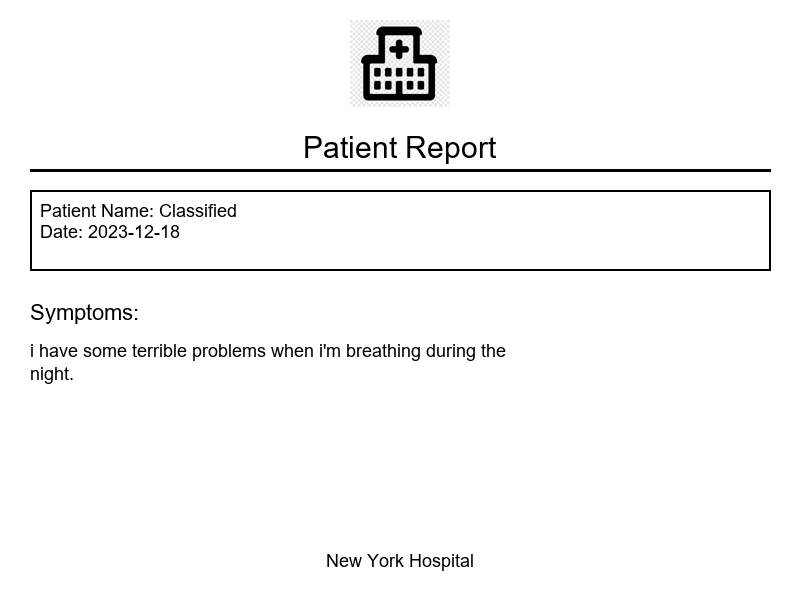 Patient Report
Patient Name: Classified
Date: 2023-12-18
Symptoms:
i have some terrible problems when i'm breathing during the
night.
New York Hospital